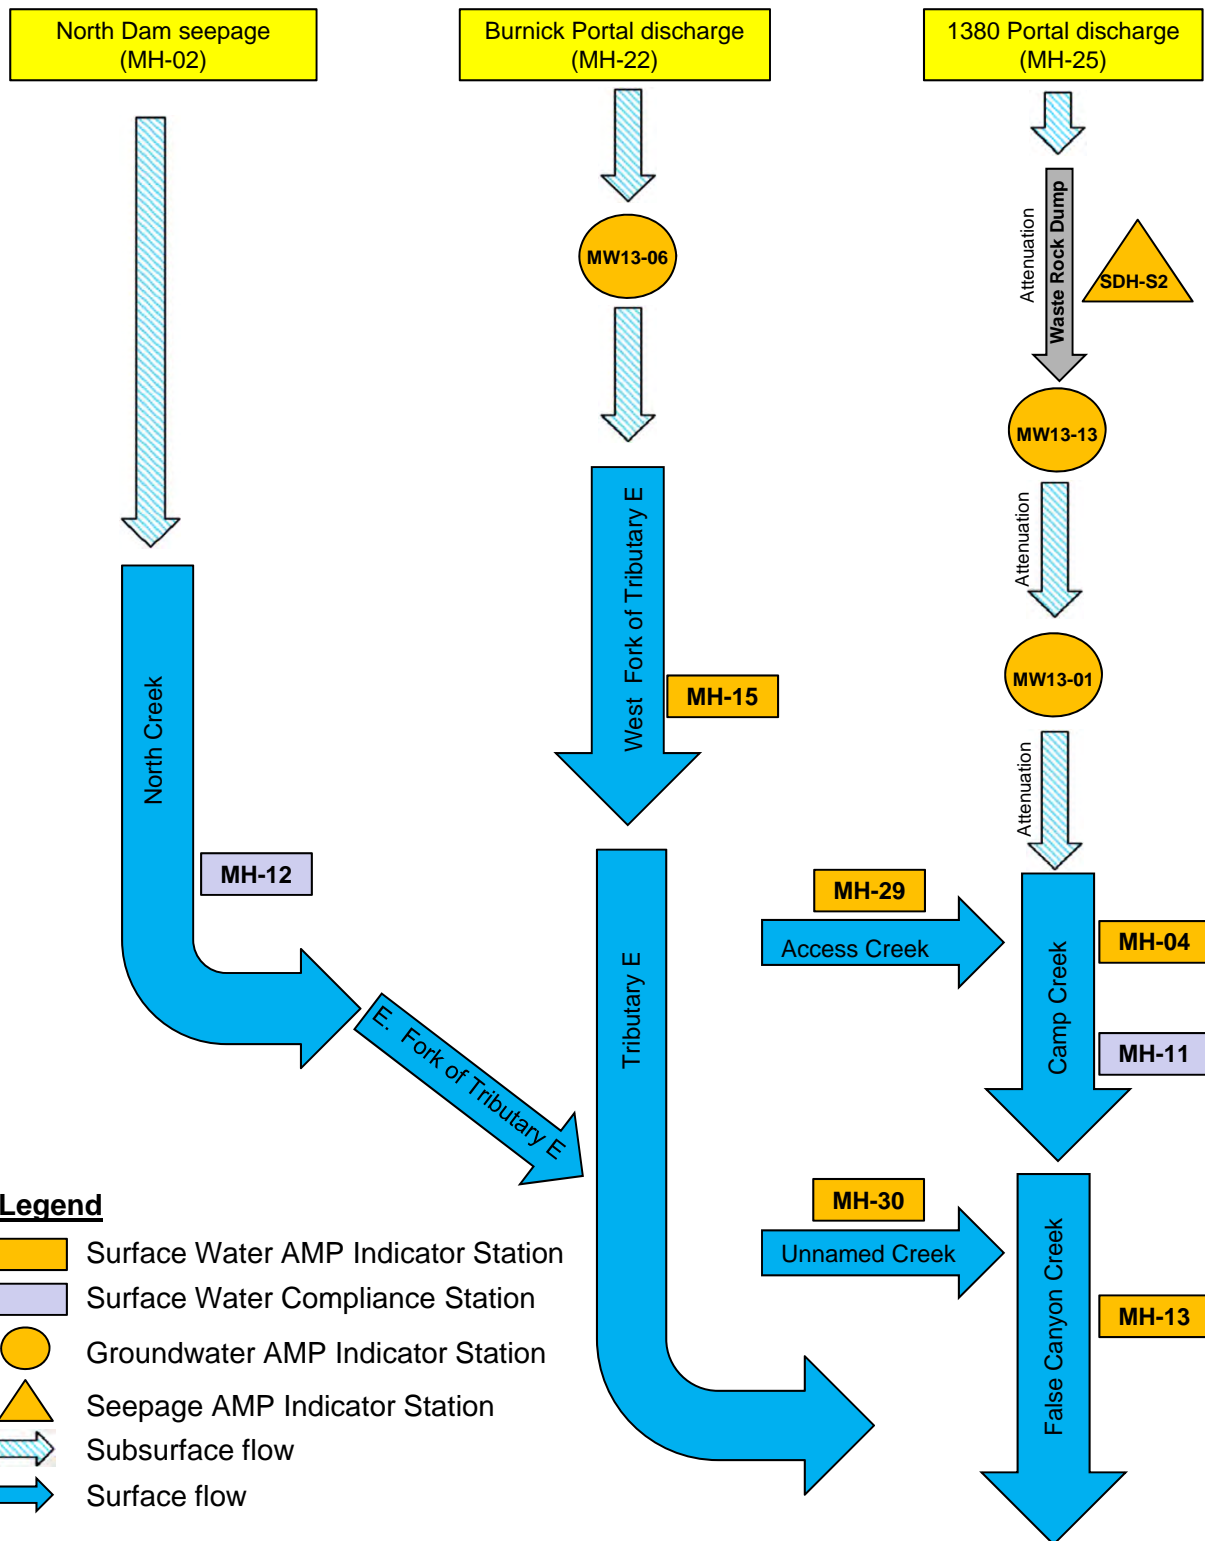 North Dam seepage
(MH-02)
Burnick Portal discharge
(MH-22)
1380 Portal discharge
(MH-25)
Attenuation
Waste Rock Dump
SDH-S2
MW13-06
MW13-13
Attenuation
MW13-01
Attenuation
West Fork of Tributary E
MH-15
North Creek
MH-12
E. Fork of Tributary E
Tributary E
MH-29
Access Creek
Camp Creek
MH-04
MH-11
MH-30
Unnamed Creek
False Canyon Creek
MH-13
Legend
Surface Water AMP Indicator Station
Surface Water Compliance Station
Groundwater AMP Indicator Station
Seepage AMP Indicator Station
Subsurface flow
Surface flow